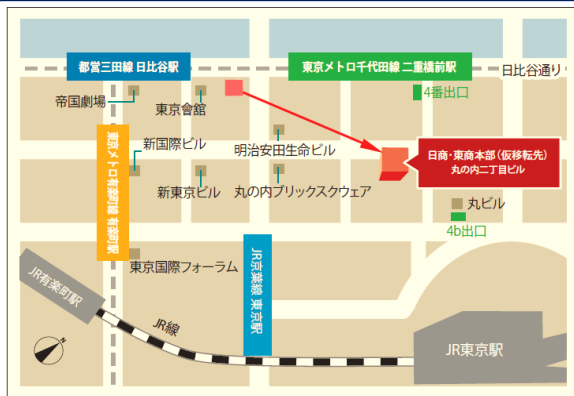 都営三田線 日比谷駅
東京メトロ千代田線 二重橋前駅
日比谷通り
帝国劇場
東京會舘
4番出口
新国際ビル
明治安田生命ビル
日商・東商本部（仮移転先）
丸の内二丁目ビル
東京メトロ有楽町線 有楽町駅
新東京ビル
丸の内ブリックスクウェア
丸ビル
4b出口
東京国際フォーラム
JR京葉線 東京駅
JR有楽町駅
JR線
N
JR東京駅